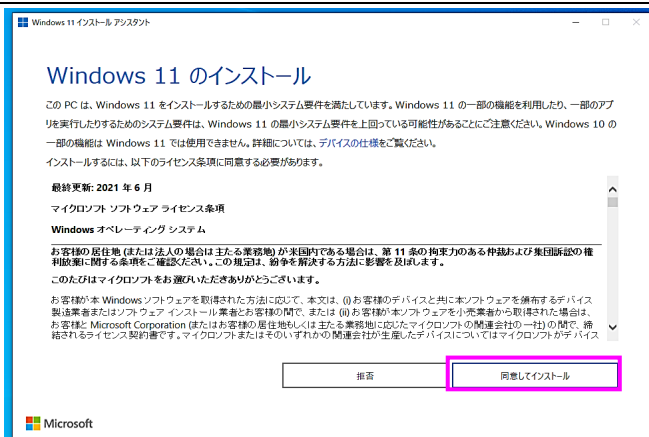 Windows 11 インストール アシスタント
Windows 11 のインストール
この PC は、Windows 11 をインストールするための最小システム要件を満たしています。Windows 11 の一部の機能を利用したり、一部のアプ
リを実行したりするためのシステム要件は、Windows 11 の最小システム要件を上回っている可能性があることにご注意ください。Windows 10 の
一部の機能は Windows 11 では使用できません。詳細については、デバイスの仕様をご覧ください。
インストールするには、以下のライセンス条項に同意する必要があります。
最終更新: 2021 年 6 月
マイクロソフト ソフトウェア ライセンス条項
Windows オペレーティング システム
お客様の居住地 (または法人の場合は主たる業務地) が米国内である場合は、第 11 条の拘束力のある仲裁および集団訴訟の権
利放棄に関する条項をご確認ください。この規定は、紛争を解決する方法に影響を及ぼします。
このたびはマイクロソフトをお選びいただきありがとうございます。
お客様が本 Windows ソフトウェアを取得された方法に応じて、本文は、(i) お客様のデバイスと共に本ソフトウェアを頒布するデバイス
製造業者またはソフトウェア インストール業者とお客様の間で、または (ii) お客様が本ソフトウェアを小売業者から取得された場合は、
お客様と Microsoft Corporation (またはお客様の居住地もしくは主たる業務地に応じたマイクロソフトの関連会社の一社) の間で、締
結されるライセンス契約書です。マイクロソフトまたはそのいずれかの関連会社が生産したデバイスについてはマイクロソフトがデバイス
拒否
同意してインストール
Microsoft